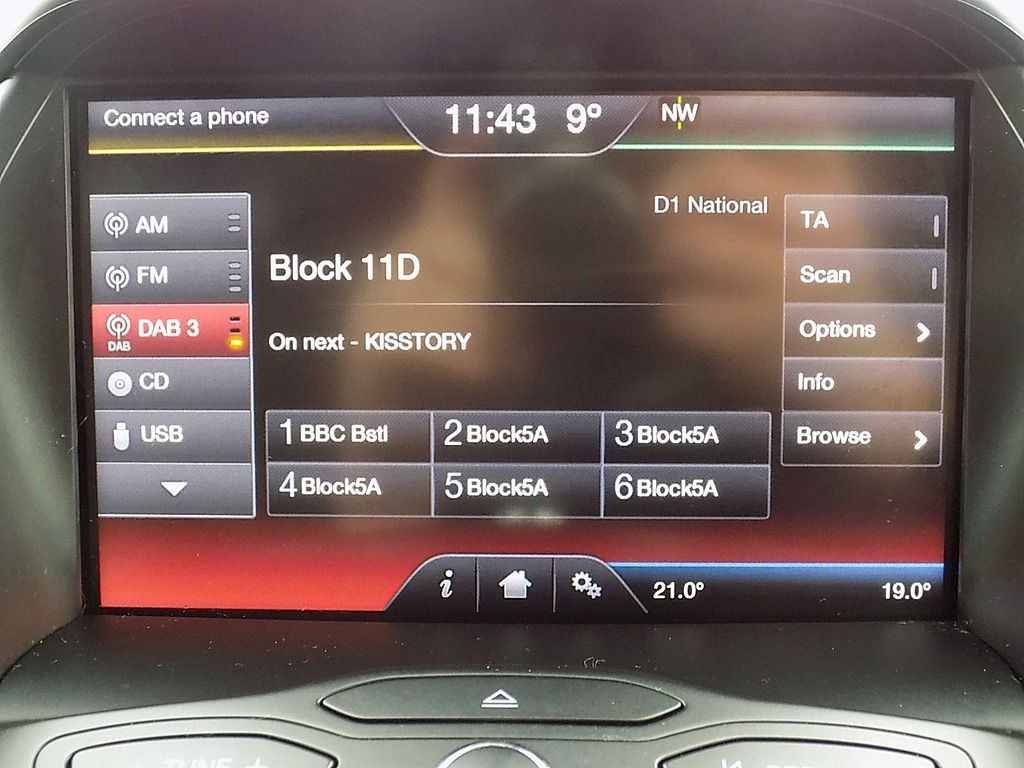 Connect a phone
11:43 9°
NW
D1 National
AM
FM
DAB 3
DAB
CD
USB
Block 11D
On next - KISSTORY
1 BBC Bstl
2 Block5A
3 Block5A
4 Block5A
5 Block5A
6 Block5A
TA
Scan
Options
Info
Browse
i
21.0°
19.0°
TUNE +